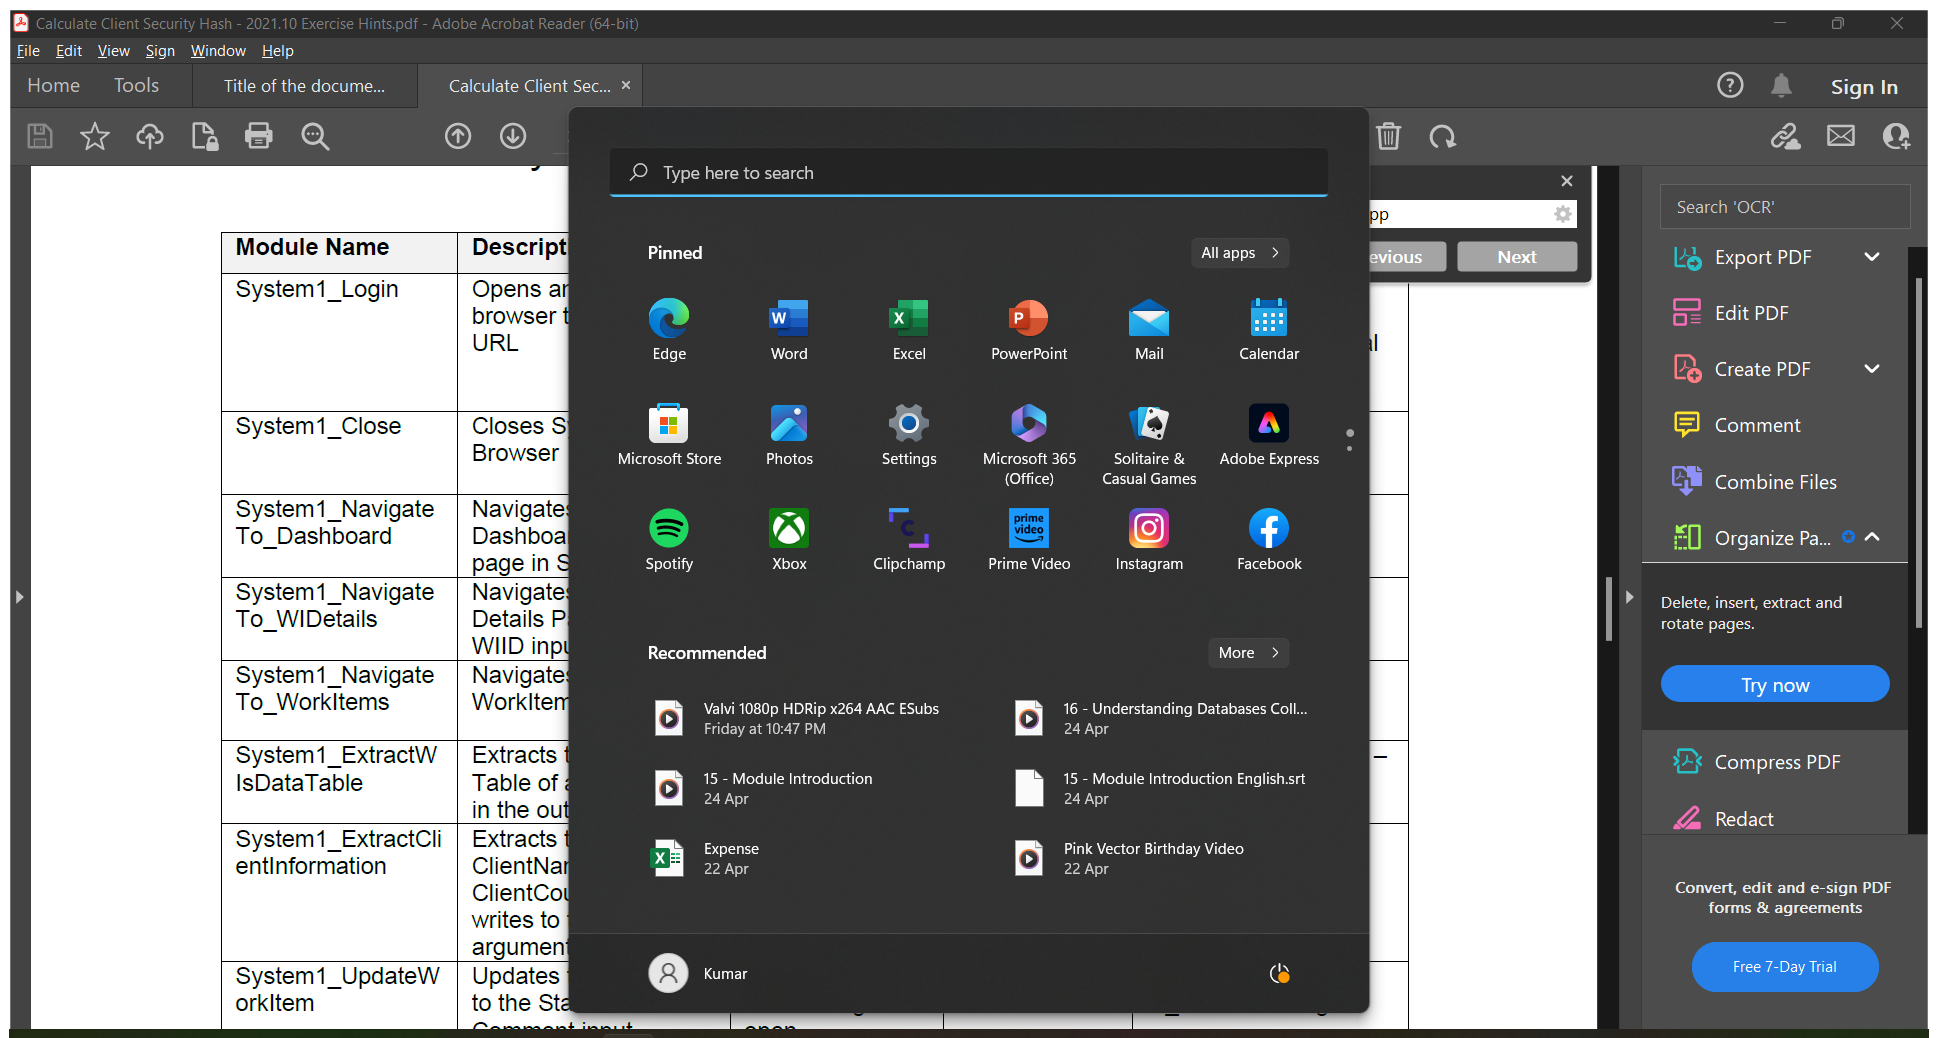 Calculate Client Security Hash - 2021.10 Exercise Hints.pdf - Adobe Acrobat Reader (64-bit)
File Edit View Sign Window Help
Home Tools Title of the docume... Calculate Client Sec... × Sign In
Type here to search
pp
evious Next
Search 'OCR'
Export PDF
Edit PDF
Create PDF
Comment
Combine Files
Organize Pa...
Delete, insert, extract and
rotate pages.
Try now
Compress PDF
Redact
Convert, edit and e-sign PDF
forms & agreements
Free 7-Day Trial
Pinned All apps >
Edge Word Excel PowerPoint Mail Calendar
Microsoft Store Photos Settings Microsoft 365 Solitaire & Adobe Express
(Office) Casual Games
Spotify Xbox Clipchamp Prime Video Instagram Facebook
prime
video
Recommended More >
Valvi 1080p HDRip x264 AAC ESubs
Friday at 10:47 PM
16 - Understanding Databases Coll...
24 Apr
15 - Module Introduction
24 Apr
15 - Module Introduction English.srt
24 Apr
Expense
22 Apr
Pink Vector Birthday Video
22 Apr
Kumar
Module Name Descript
System1_Login
Opens ar
browser t
URL
al
System1_Close
Closes Sy
Browser
System1_Navigate
To_Dashboard
Navigates
Dashboar
page in S
System1_Navigate
To_WIDetails
Navigates
Details P
WIID inpu
System1_Navigate
To_WorkItems
Navigates
WorkItem
System1_ExtractW
IsDataTable
Extracts t
Table of a
in the out
–
System1_ExtractCli
entInformation
Extracts t
ClientNar
ClientCou
writes to
argument
System1_UpdateW
orkItem
Updates
to the Sta
Comment input
open